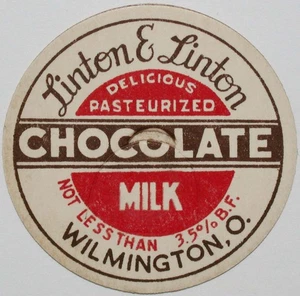 Linton & Linton
DELICIOUS
PASTEURIZED
CHOCOLATE
MILK
NOT LESS THAN 3.5% B.F.
WILMINGTON, O.